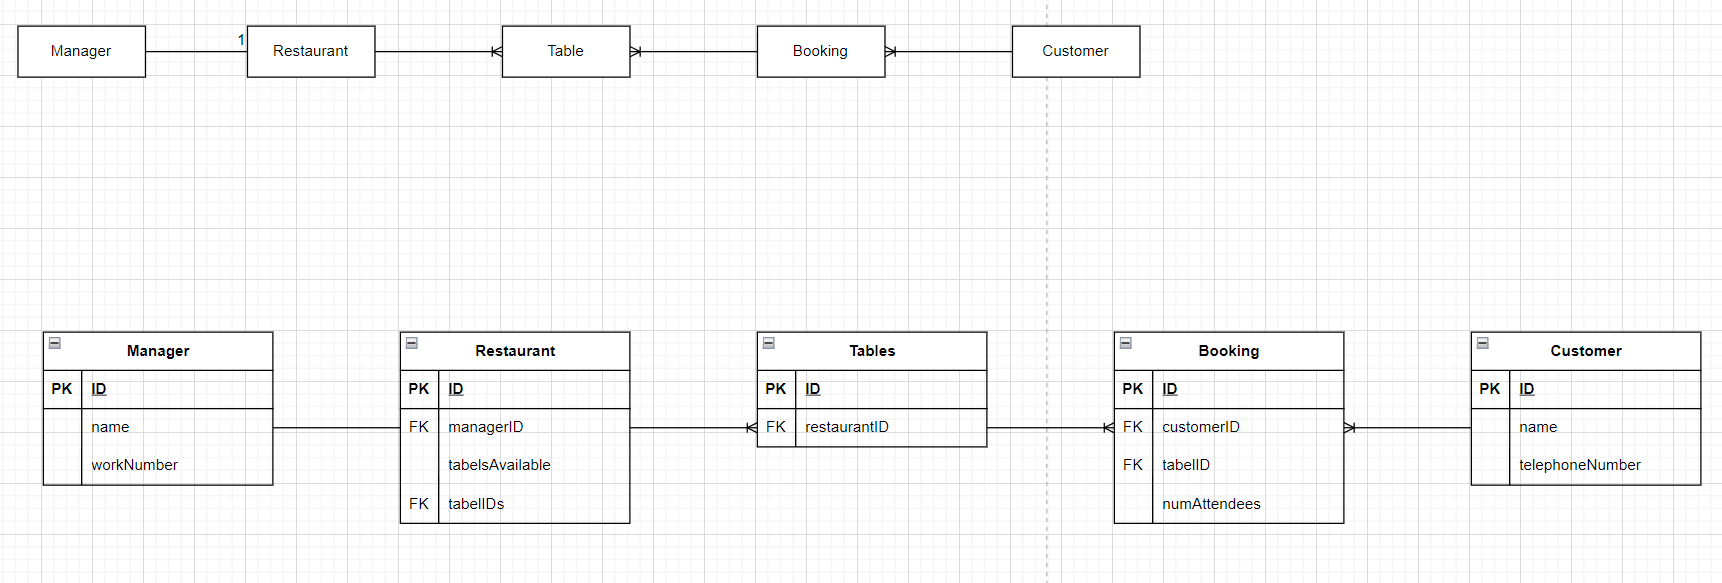 Manager
1
Restaurant
Table
Booking
Customer
Manager
PK ID
name
workNumber
Restaurant
PK ID
FK managerID
tabelsAvailable
FK tabelIDs
Tables
PK ID
FK restaurantID
Booking
PK ID
FK customerID
FK tabelID
numAttendees
Customer
PK ID
name
telephoneNumber